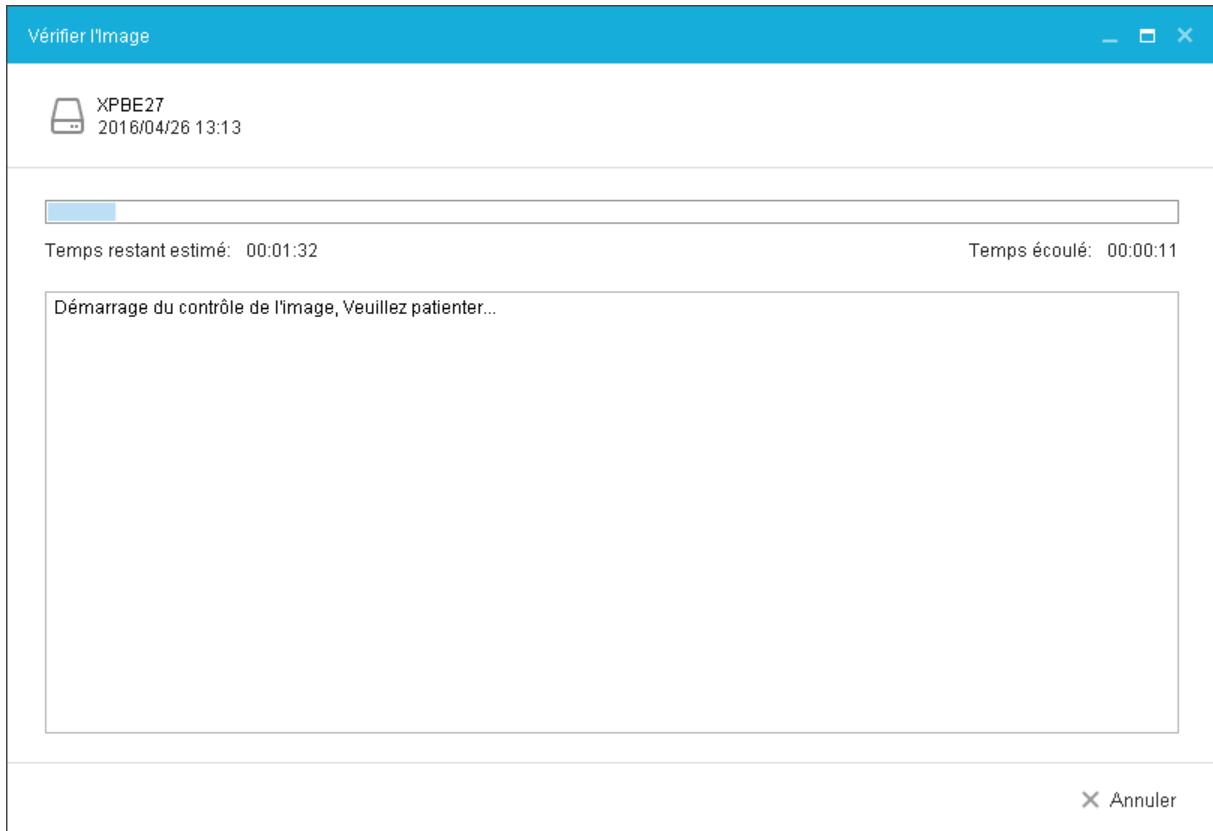 Vérifier l'Image
XPBE27
2016/04/26 13:13
Temps restant estimé: 00:01:32 Temps écoulé: 00:00:11
Démarrage du contrôle de l'image, Veuillez patienter...
Annuler